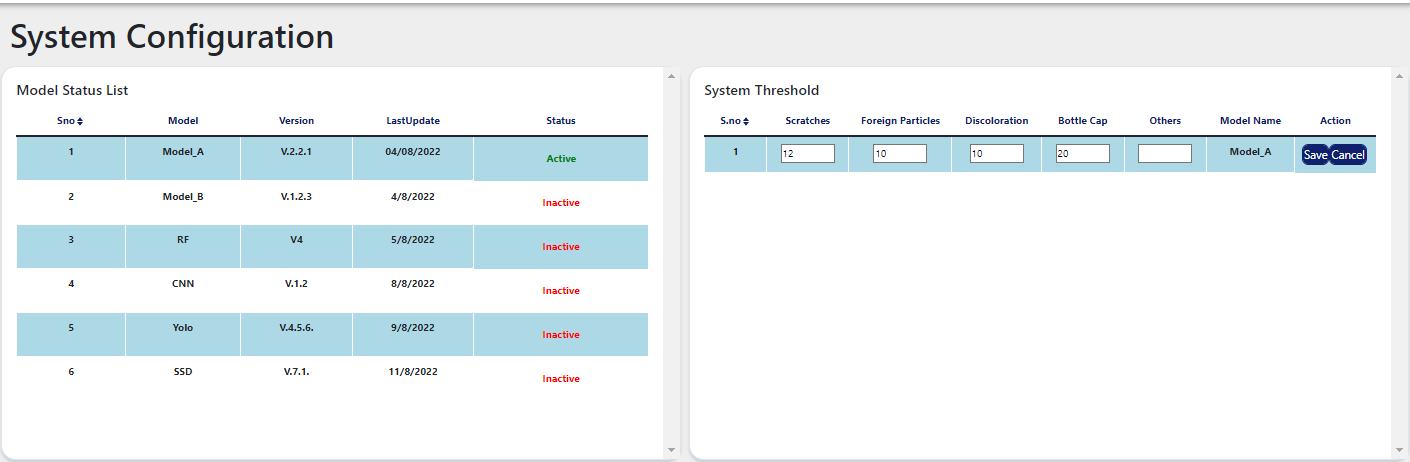 System Configuration
Model Status List
Sno Model Version LastUpdate Status
1 Model_A V.2.2.1 04/08/2022 Active
2 Model_B V.1.2.3 4/8/2022 Inactive
3 RF V4 5/8/2022 Inactive
4 CNN V.1.2 8/8/2022 Inactive
5 Yolo V.4.5.6. 9/8/2022 Inactive
6 SSD V.7.1. 11/8/2022 Inactive
System Threshold
S.no Scratches Foreign Particles Discoloration Bottle Cap Others Model Name Action
1 12 10 10 20 Model_A Save Cancel